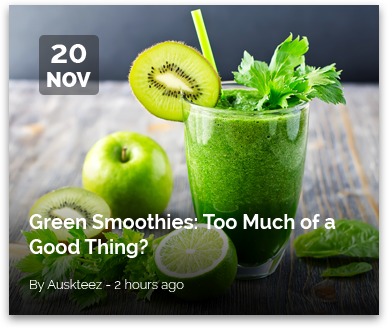 20
NOV
Green Smoothies: Too Much of a
Good Thing?
By Auskteez - 2 hours ago